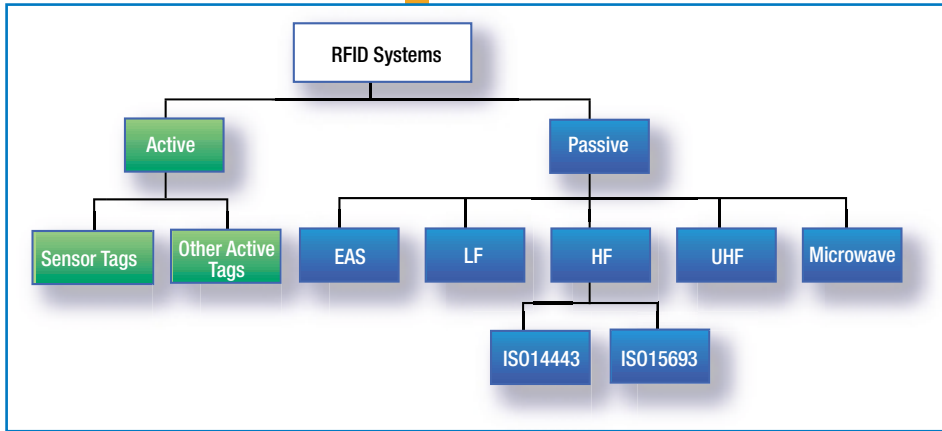 RFID Systems
Active
Passive
Sensor Tags
Other Active
Tags
EAS
LF
HF
UHF
Microwave
ISO14443
ISO15693